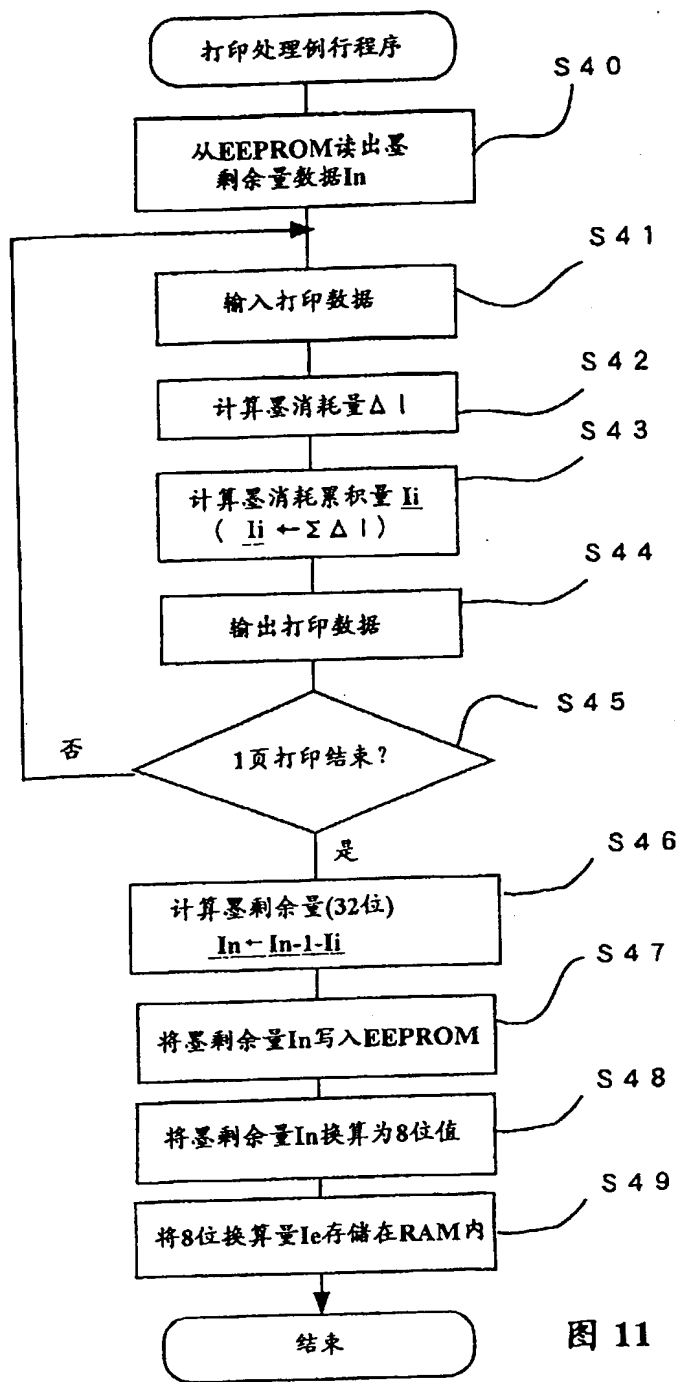 打印处理例行程序
S40
从EEPROM读出墨
剩余量数据In
S41
输入打印数据
S42
计算墨消耗量Δ I
S43
计算墨消耗累积量 Ii
( Ii ←Σ Δ I )
S44
输出打印数据
S45
否
1页打印结束?
是
S46
计算墨剩余量(32位)
In ← In-1-Ii
S47
将墨剩余量In写入EEPROM
S48
将墨剩余量In换算为8位值
S49
将8位换算量Ie存储在RAM内
结束
图 11